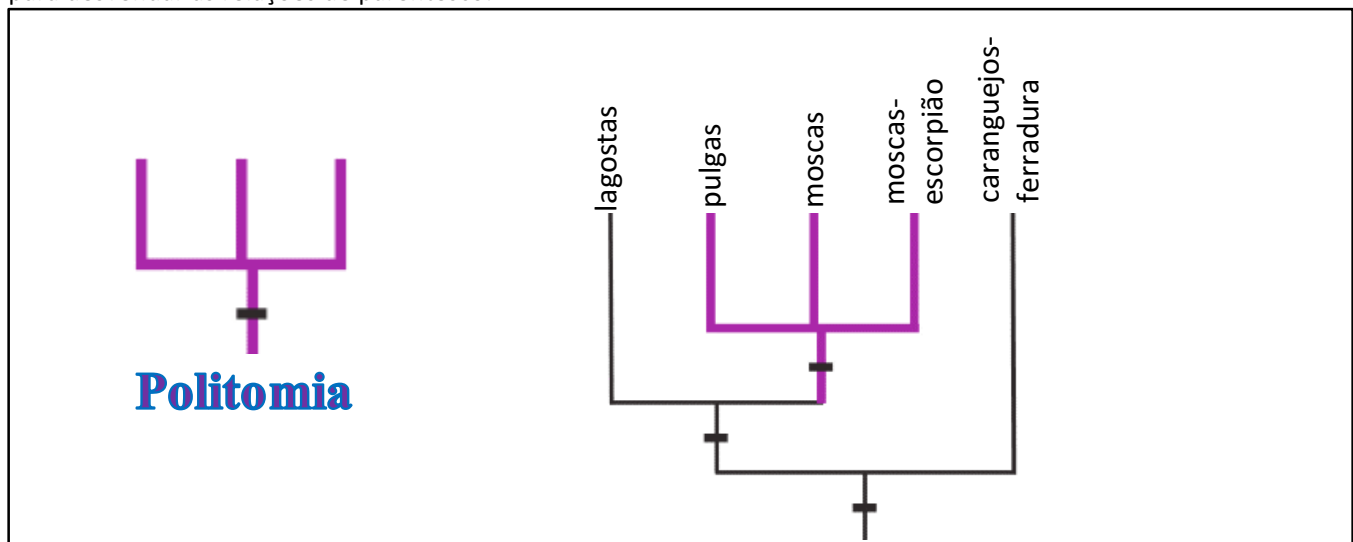 lagostas
pulgas
moscas
moscas-
escorpião
caranguejos-
ferradura
Politomia